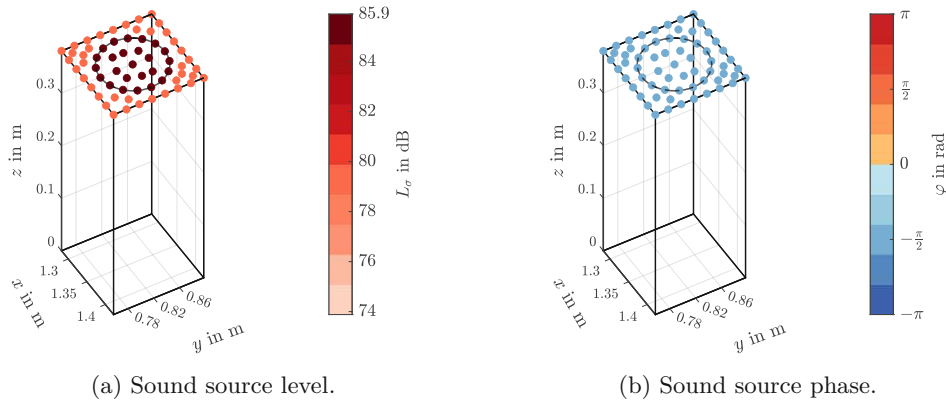 85.9
84
82
80
78
76
74
L_σ in dB
0.3
0.2
0.1
0
z in m
1.3
1.35
1.4
x in m
0.78
0.82
0.86
y in m
(a) Sound source level.
π
π/2
0
−π/2
−π
φ in rad
0.3
0.2
0.1
0
z in m
1.3
1.35
1.4
x in m
0.78
0.82
0.86
y in m
(b) Sound source phase.